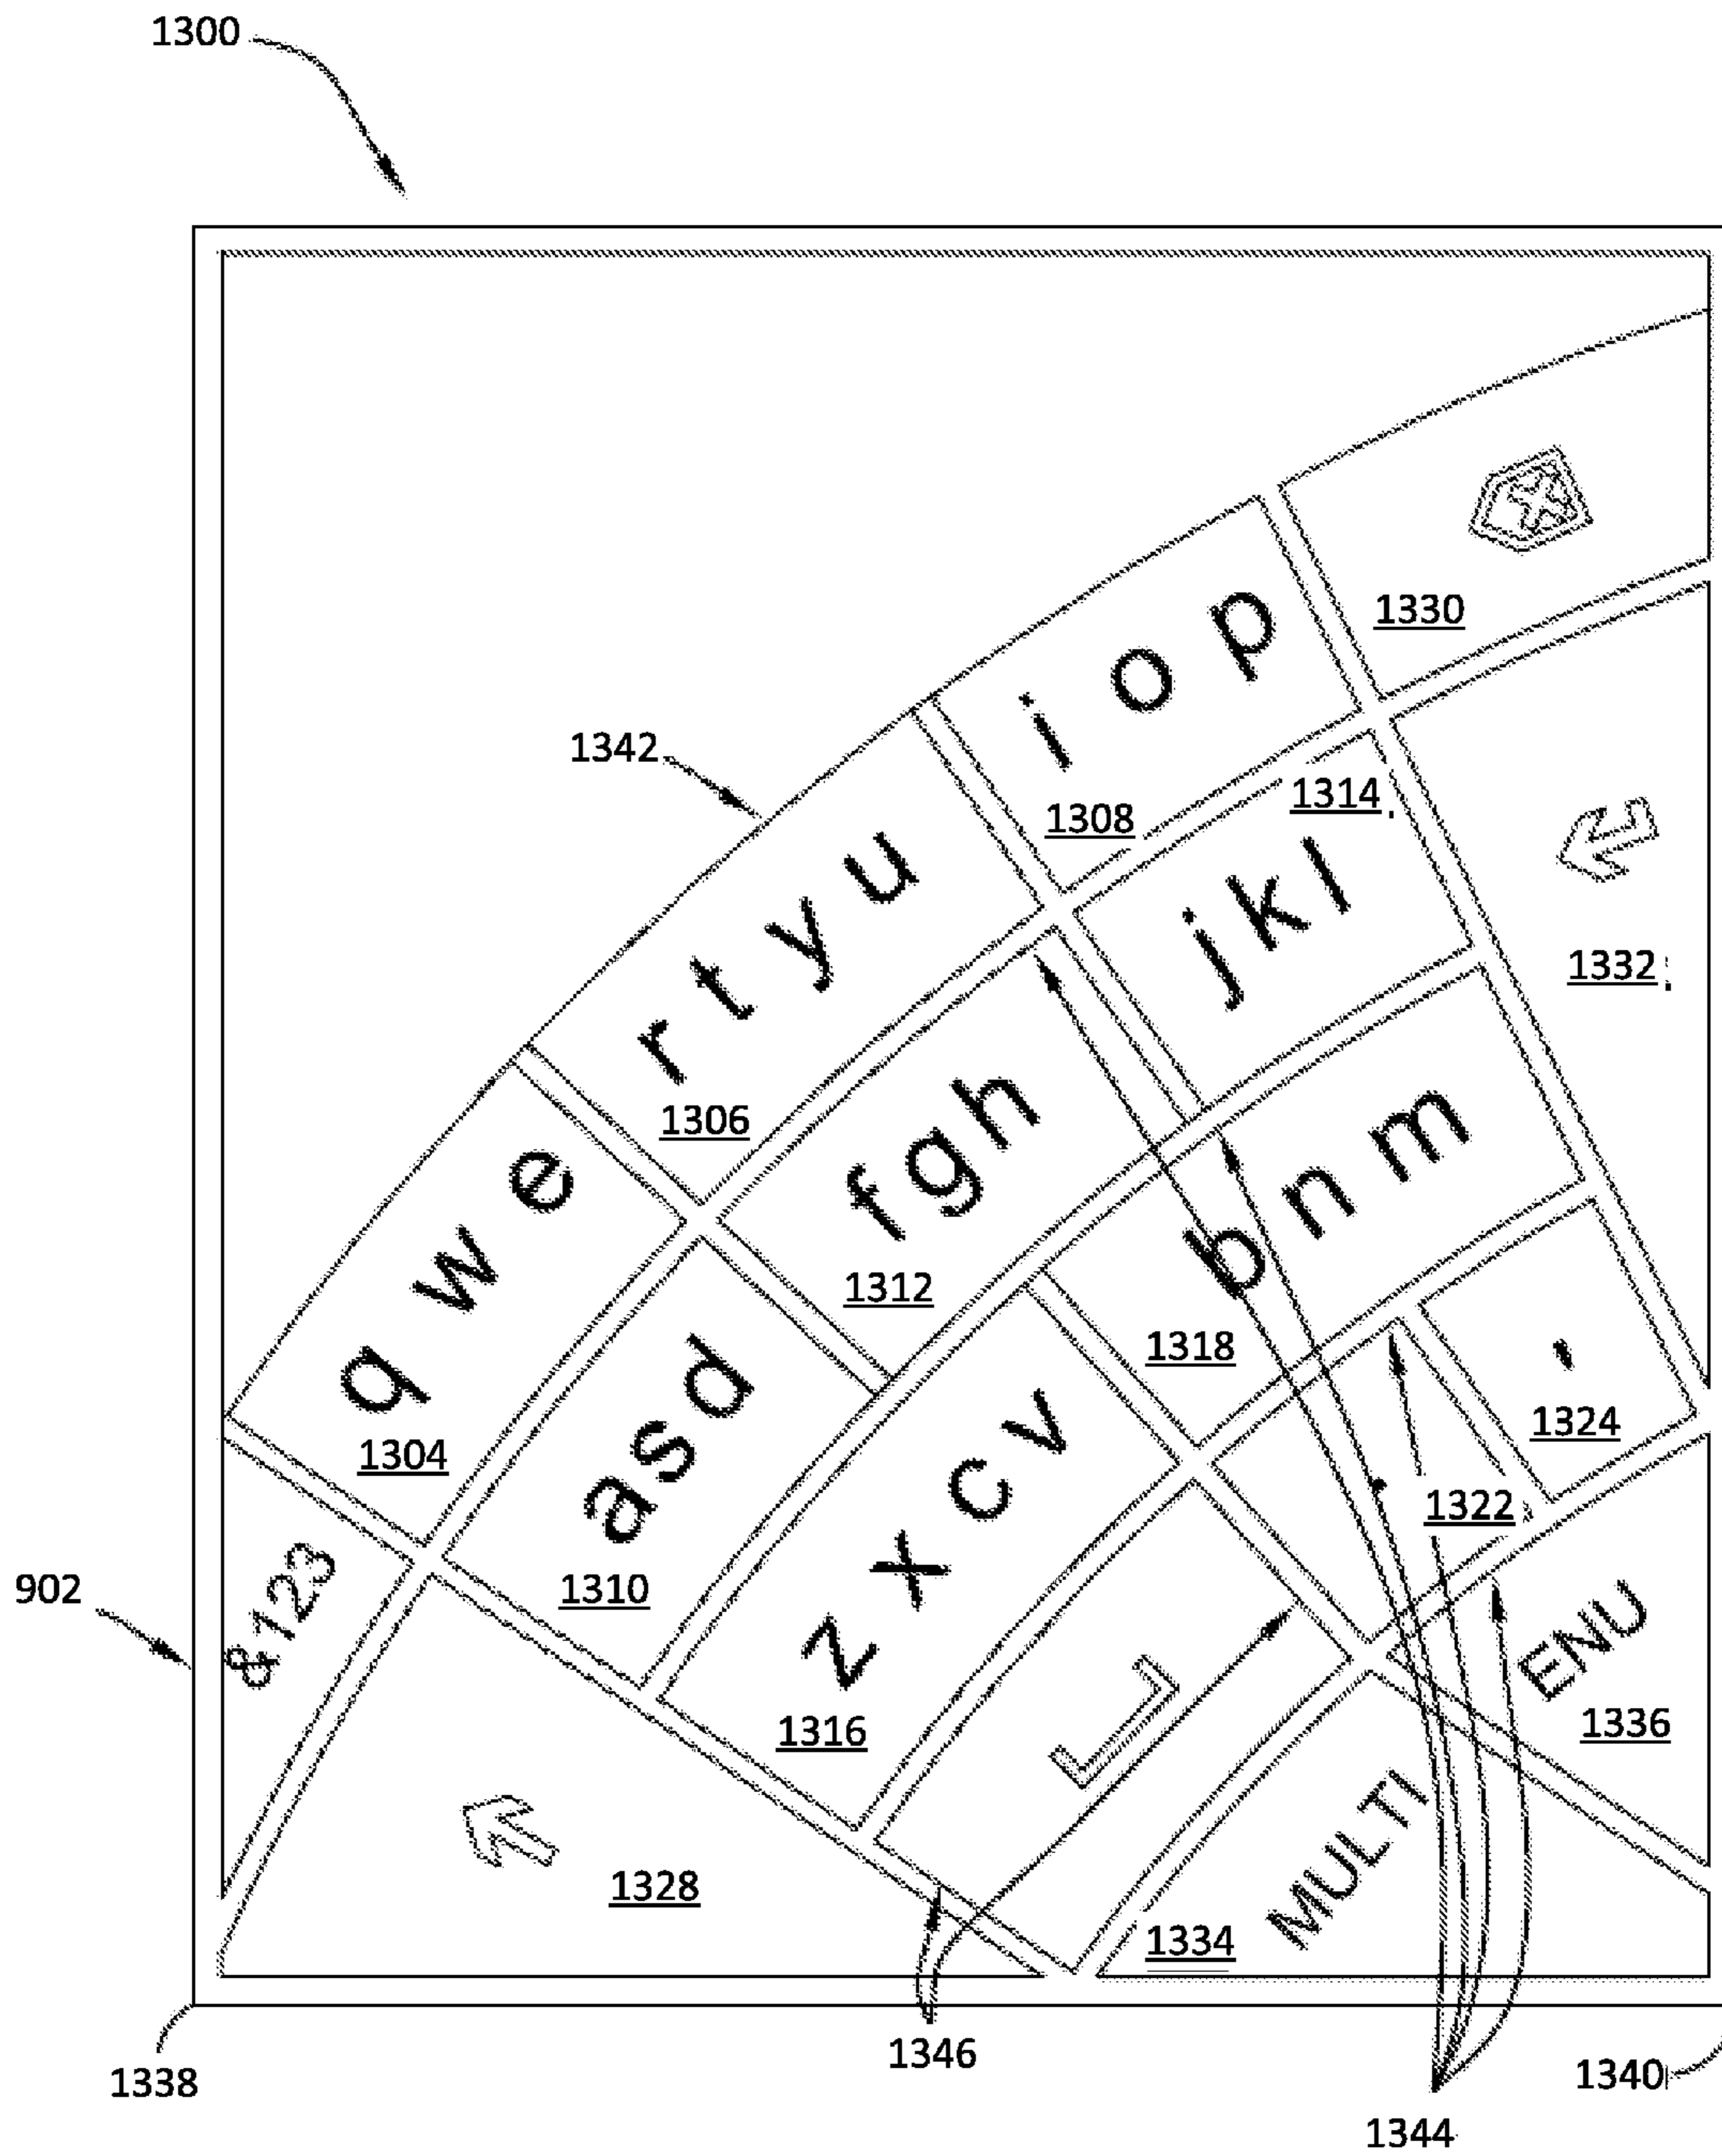 1300
1330
i o p
1308
1342
1314
j k l
1332
r t y u
1306
f g h
1312
b n m
1318
q w e
1304
a s d
1310
z x c v
1316
,
1324
.
1322
&123
902
ENU
1336
MULTI
1334
1328
1338
1346
1340
1344